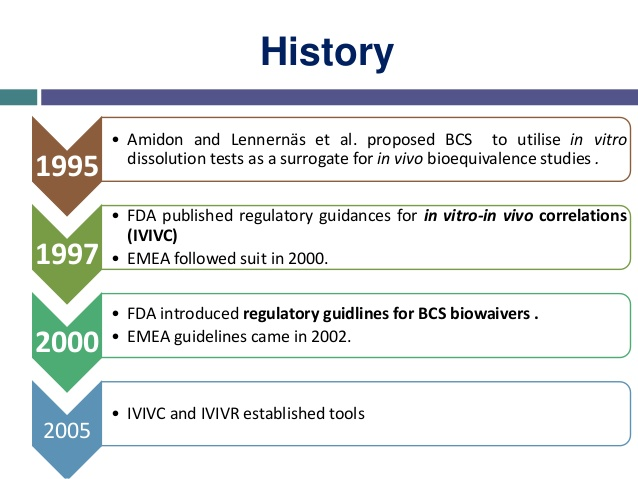 History
1995
• Amidon and Lennernäs et al. proposed BCS to utilise in vitro
dissolution tests as a surrogate for in vivo bioequivalence studies .
1997
• FDA published regulatory guidances for in vitro-in vivo correlations
(IVIVC)
• EMEA followed suit in 2000.
2000
• FDA introduced regulatory guidlines for BCS biowaivers .
• EMEA guidelines came in 2002.
2005
• IVIVC and IVIVR established tools